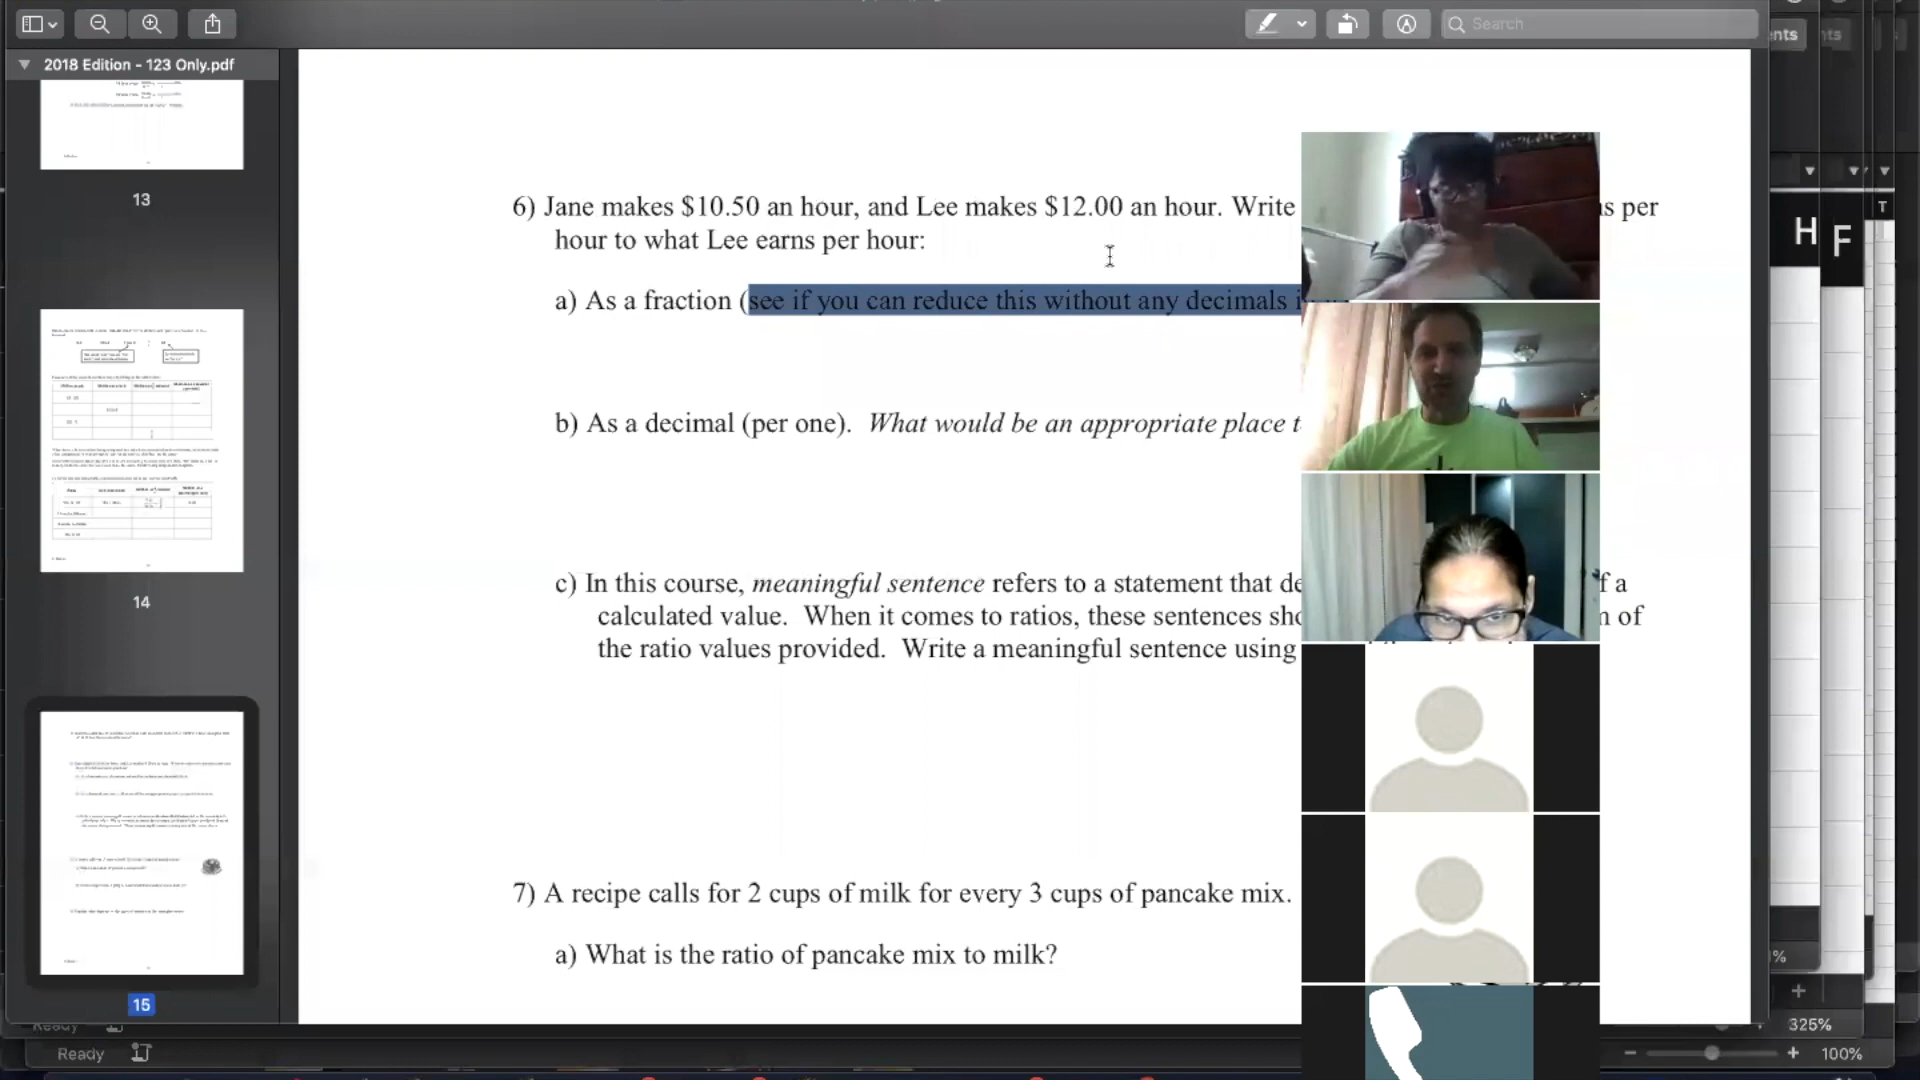 Search
nts
nts
2018 Edition - 123 Only.pdf
13
14
15
6) Jane makes $10.50 an hour, and Lee makes $12.00 an hour. Write s per
hour to what Lee earns per hour:
a) As a fraction (see if you can reduce this without any decimals i
b) As a decimal (per one). What would be an appropriate place t
c) In this course, meaningful sentence refers to a statement that de f a
calculated value. When it comes to ratios, these sentences sho n of
the ratio values provided. Write a meaningful sentence using
7) A recipe calls for 2 cups of milk for every 3 cups of pancake mix.
a) What is the ratio of pancake mix to milk?
H F
T
%
325%
Ready
Ready
100%